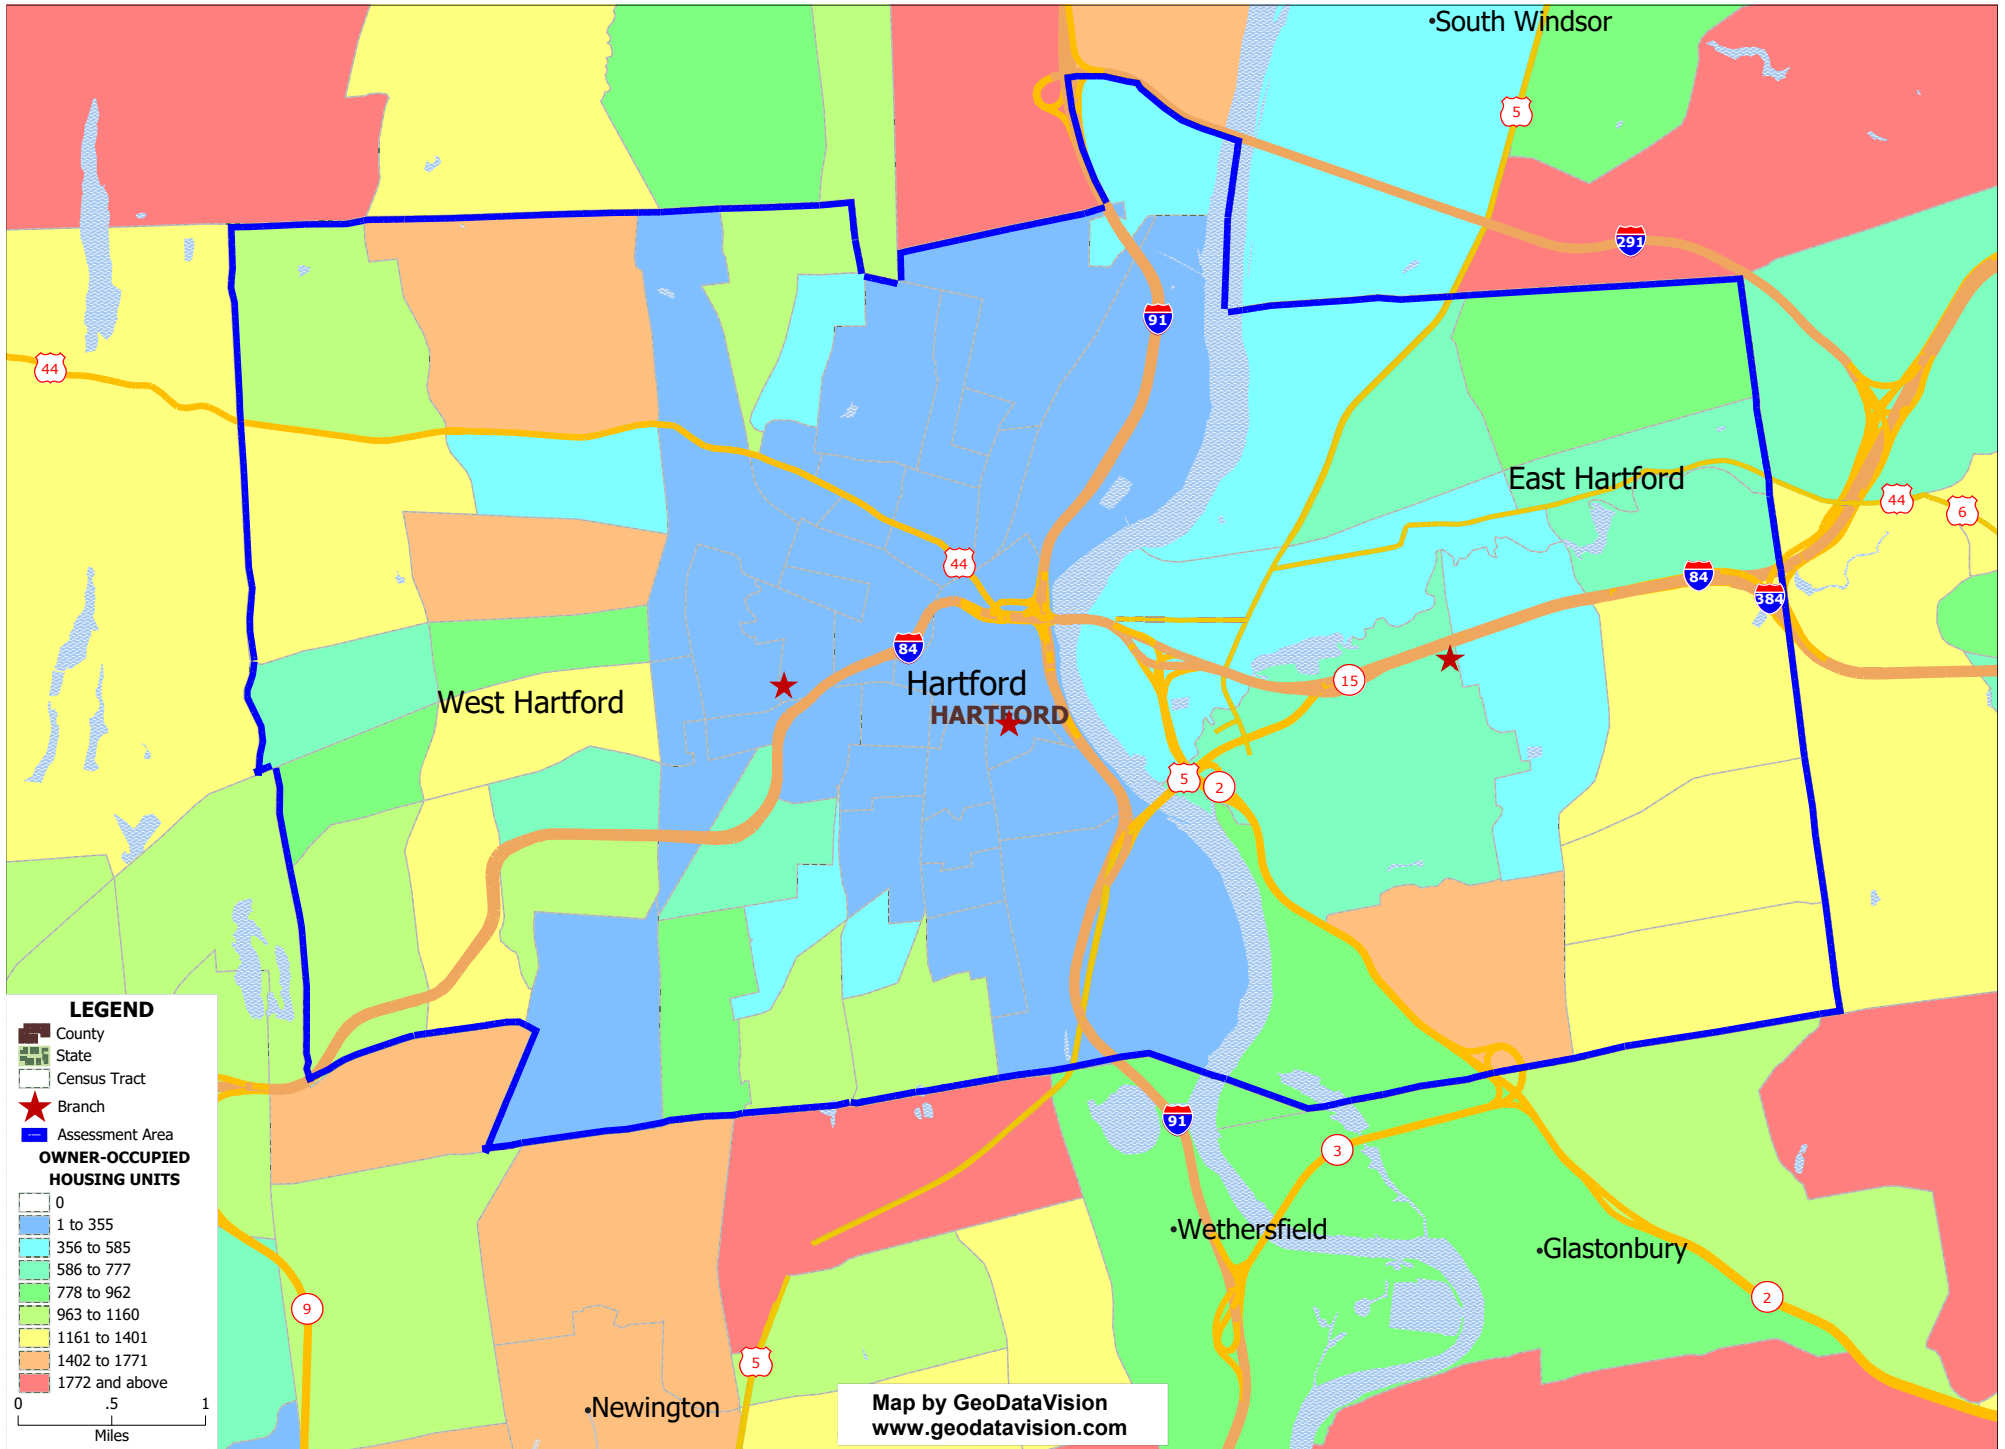 South Windsor
5
291
91
44
East Hartford
44
6
44
84
384
84
Hartford
West Hartford
15
HARTFORD
5
2
LEGEND
County
State
Census Tract
Branch
Assessment Area
OWNER-OCCUPIED
HOUSING UNITS
0
1 to 355
356 to 585
586 to 777
778 to 962
963 to 1160
1161 to 1401
1402 to 1771
1772 and above
0 .5 1
Miles
91
3
Wethersfield
Glastonbury
2
9
5
Newington
Map by GeoDataVision
www.geodatavision.com